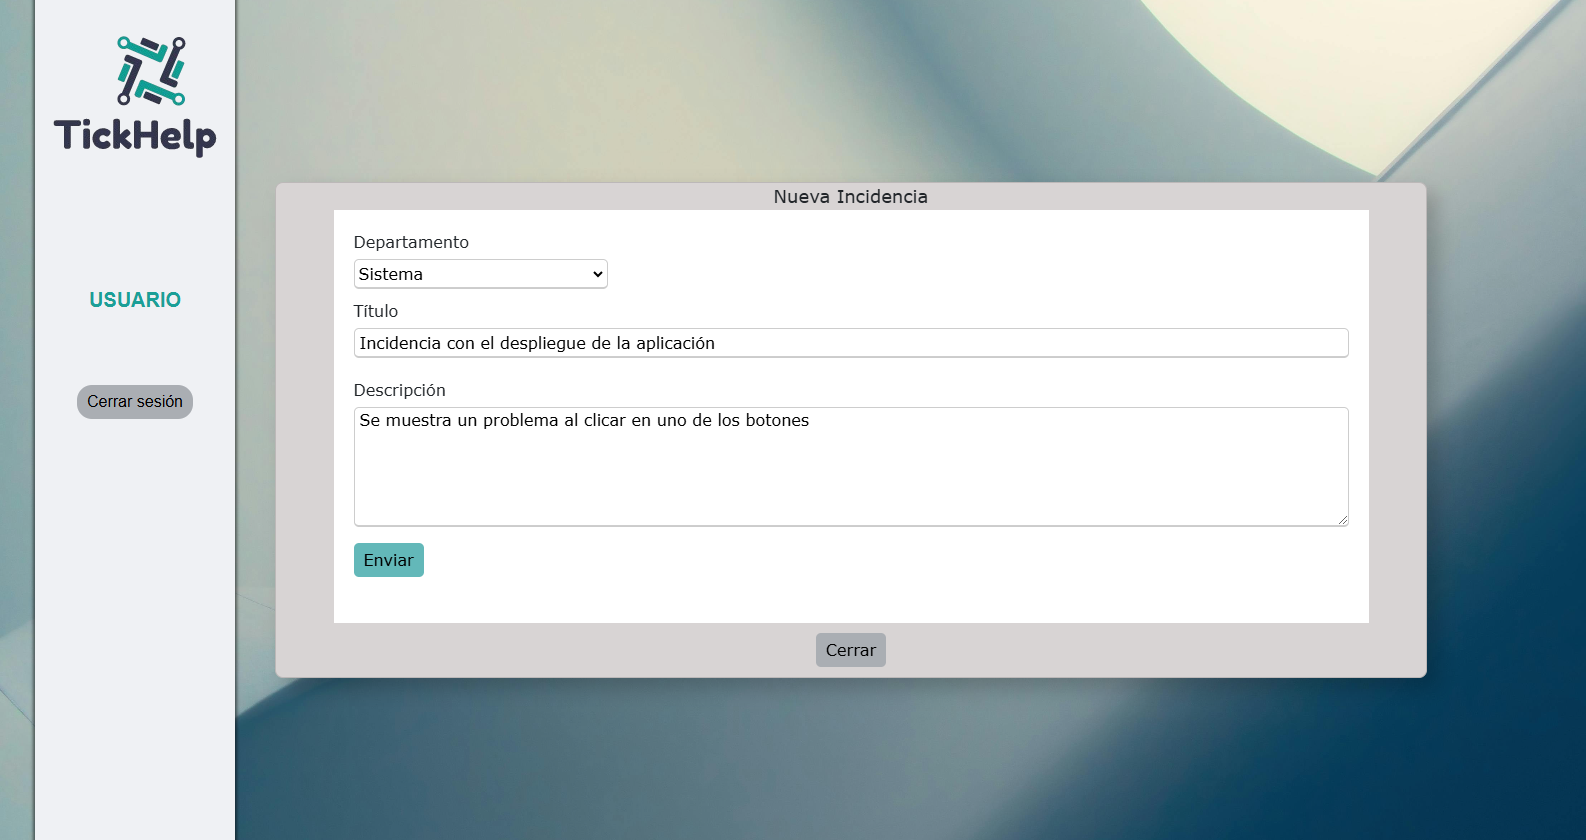 TickHelp
USUARIO
Cerrar sesión
Nueva Incidencia
Departamento
Sistema
Título
Incidencia con el despliegue de la aplicación
Descripción
Se muestra un problema al clicar en uno de los botones
Enviar
Cerrar